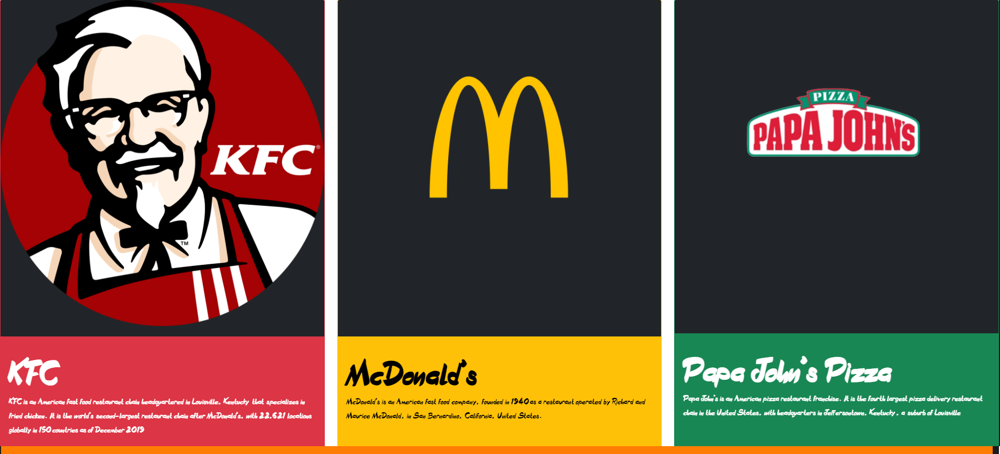 KFC®
TM
PIZZA
PAPA JOHN'S
KFC
KFC is an American fast food restaurant chain headquartered in Louisville, Kentucky that specializes in
fried chicken. It is the world's second-largest restaurant chain after McDonald's, with 22,621 locations
globally in 150 countries as of December 2019
McDonald's
McDonald's is an American fast food company, founded in 1940 as a restaurant operated by Richard and
Maurice McDonald, in San Bernardino, California, United States.
Papa John's Pizza
Papa John's is an American pizza restaurant franchise. It is the fourth largest pizza delivery restaurant
chain in the United States, with headquarters in Jeffersontown, Kentucky, a suburb of Louisville